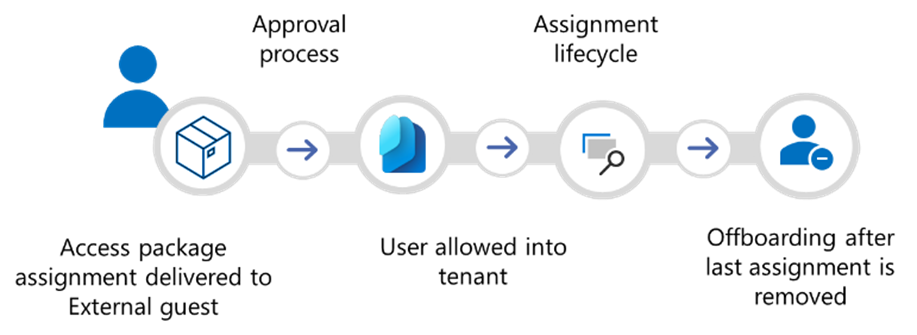 Approval
process
Assignment
lifecycle
Access package
assignment delivered to
External guest
User allowed into
tenant
Offboarding after
last assignment is
removed